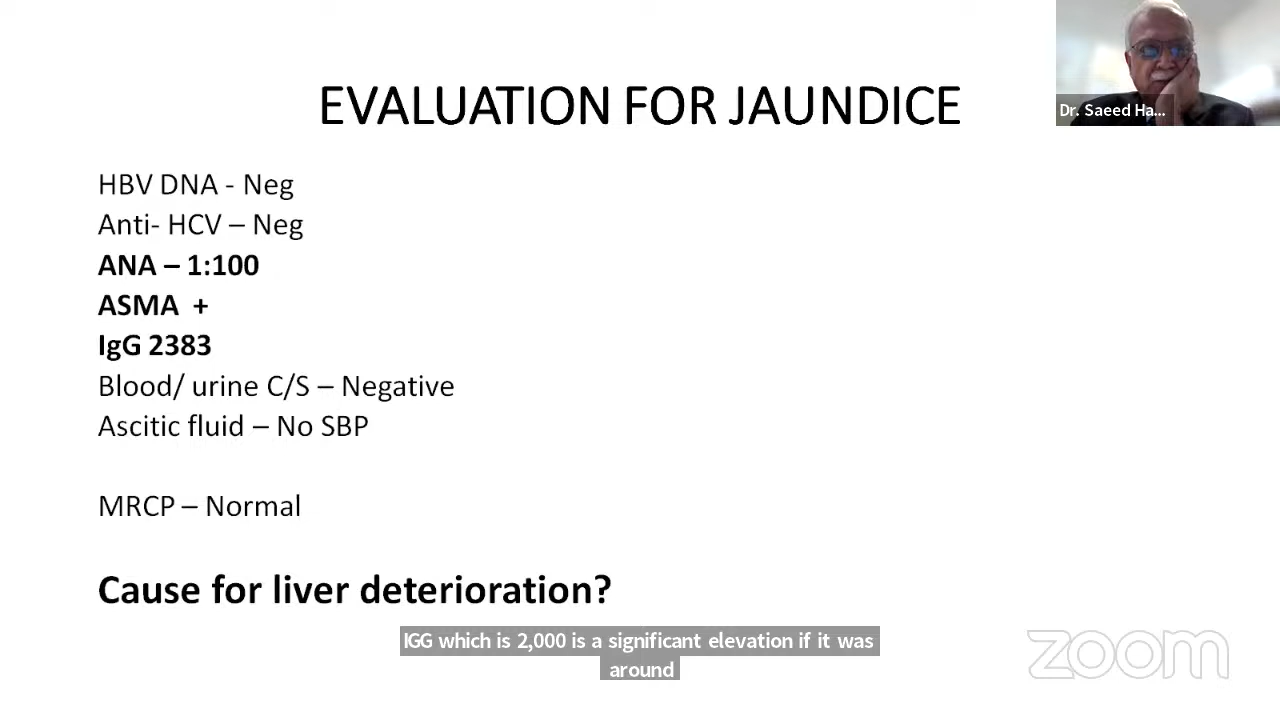 EVALUATION FOR JAUNDICE
Dr. Saeed Ha...
HBV DNA - Neg
Anti- HCV – Neg
ANA – 1:100
ASMA +
IgG 2383
Blood/ urine C/S – Negative
Ascitic fluid – No SBP
MRCP – Normal
Cause for liver deterioration?
IGG which is 2,000 is a significant elevation if it was
around
zoom